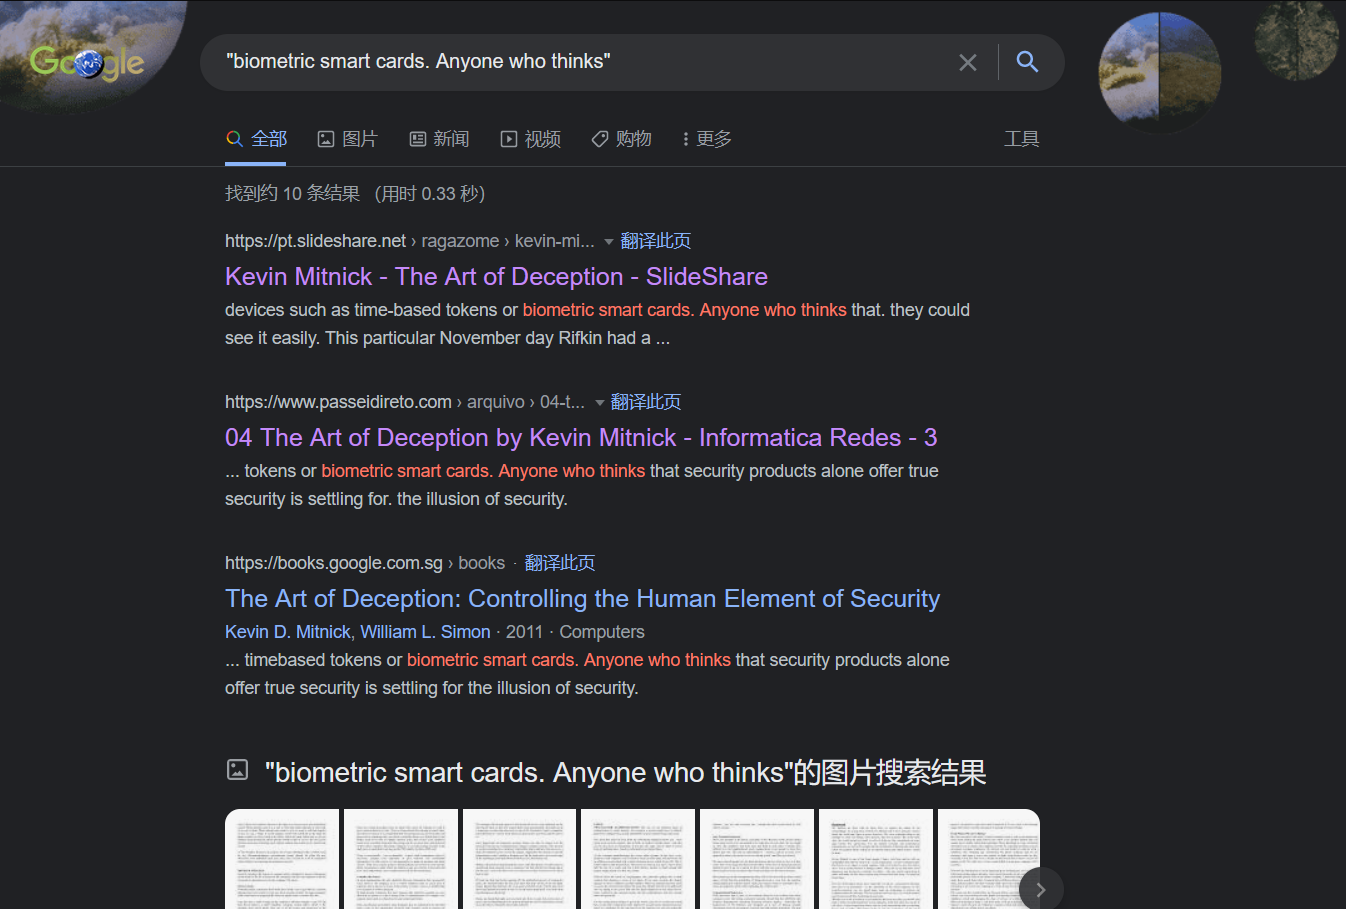 Google
"biometric smart cards. Anyone who thinks"
全部 图片 新闻 视频 购物 更多 工具
找到约 10 条结果 （用时 0.33 秒）
https://pt.slideshare.net › ragazome › kevin-mi... 翻译此页
Kevin Mitnick - The Art of Deception - SlideShare
devices such as time-based tokens or biometric smart cards. Anyone who thinks that. they could
see it easily. This particular November day Rifkin had a ...
https://www.passeidireto.com › arquivo › 04-t... 翻译此页
04 The Art of Deception by Kevin Mitnick - Informatica Redes - 3
... tokens or biometric smart cards. Anyone who thinks that security products alone offer true
security is settling for. the illusion of security.
https://books.google.com.sg › books · 翻译此页
The Art of Deception: Controlling the Human Element of Security
Kevin D. Mitnick, William L. Simon · 2011 · Computers
... timebased tokens or biometric smart cards. Anyone who thinks that security products alone
offer true security is settling for the illusion of security.
"biometric smart cards. Anyone who thinks"的图片搜索结果